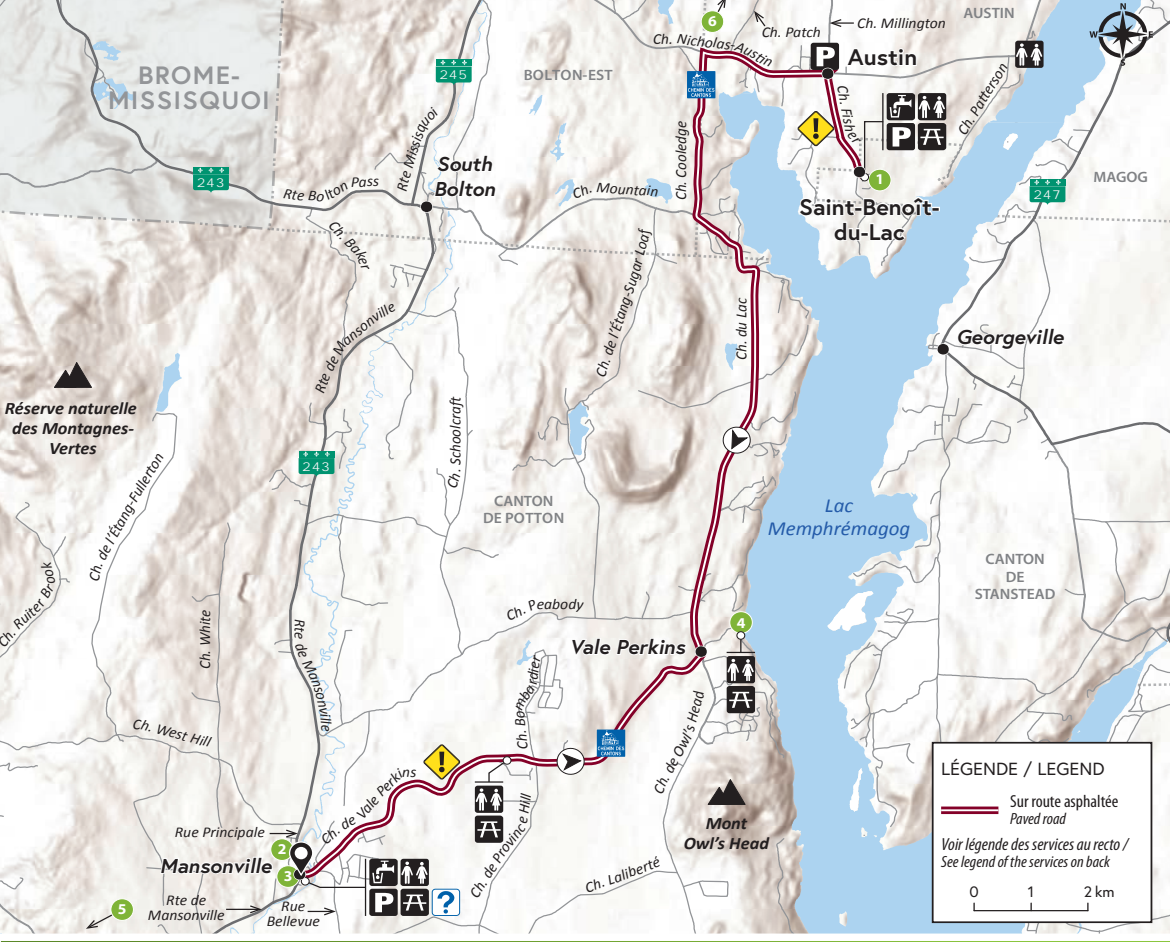 6
Ch. Millington
Ch. Patch
AUSTIN
N
W
E
S
Ch. Nicholas-Austin
P
Austin
BROME-
MISSISQUOI
245
BOLTON-EST
CHEMIN DES
CANTONS
Ch. Fisher
!
P
Ch. Patterson
Rte Missiquoi
South
Bolton
243
Rte Bolton Pass
Ch. Mountain
Ch. Cooledge
1
MAGOG
247
Saint-Benoît-
du-Lac
Ch. Baker
Ch. de l'Étang-Sugar Loaf
Rte de Mansonville
Ch. du Lac
Georgeville
Réserve naturelle
des Montagnes-
Vertes
Ch. Schoolcraft
243
Ch. de l'Étang-Fullerton
CANTON
DE POTTON
Lac
Memphrémagog
CANTON
DE
STANSTEAD
Ch. Ruiter Brook
Ch. White
Ch. Peabody
4
Vale Perkins
Rte de Mansonville
Ch. Bombardier
Ch. de Owl's Head
Ch. West Hill
CHEMIN DES
CANTONS
!
Ch. de Vale Perkins
Ch. de Province Hill
Mont
Owl's Head
Rue Principale
2
Mansonville
3
P
?
Ch. Laliberté
5
Rte de
Mansonville
Rue
Bellevue
LÉGENDE / LEGEND
Sur route asphaltée
Paved road
Voir légende des services au recto /
See legend of the services on back
0 1 2 km